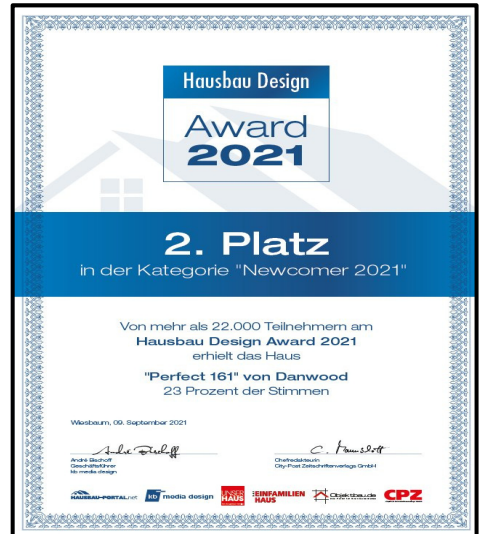 Hausbau Design
Award
2021
2. Platz
in der Kategorie "Newcomer 2021"
Von mehr als 22.000 Teilnehmern am
Hausbau Design Award 2021
erhielt das Haus
"Perfect 161" von Danwood
23 Prozent der Stimmen
Wiesbaum, 09. September 2021
André Bischoff
Geschäftsführer
kb media design
Chefredakteurin
City-Post Zeitschriftenverlags GmbH
HAUSBAU-PORTAL.net
kb media design
UNSER HAUS
EINFAMILIEN HAUS
Objektbau.de
CPZ